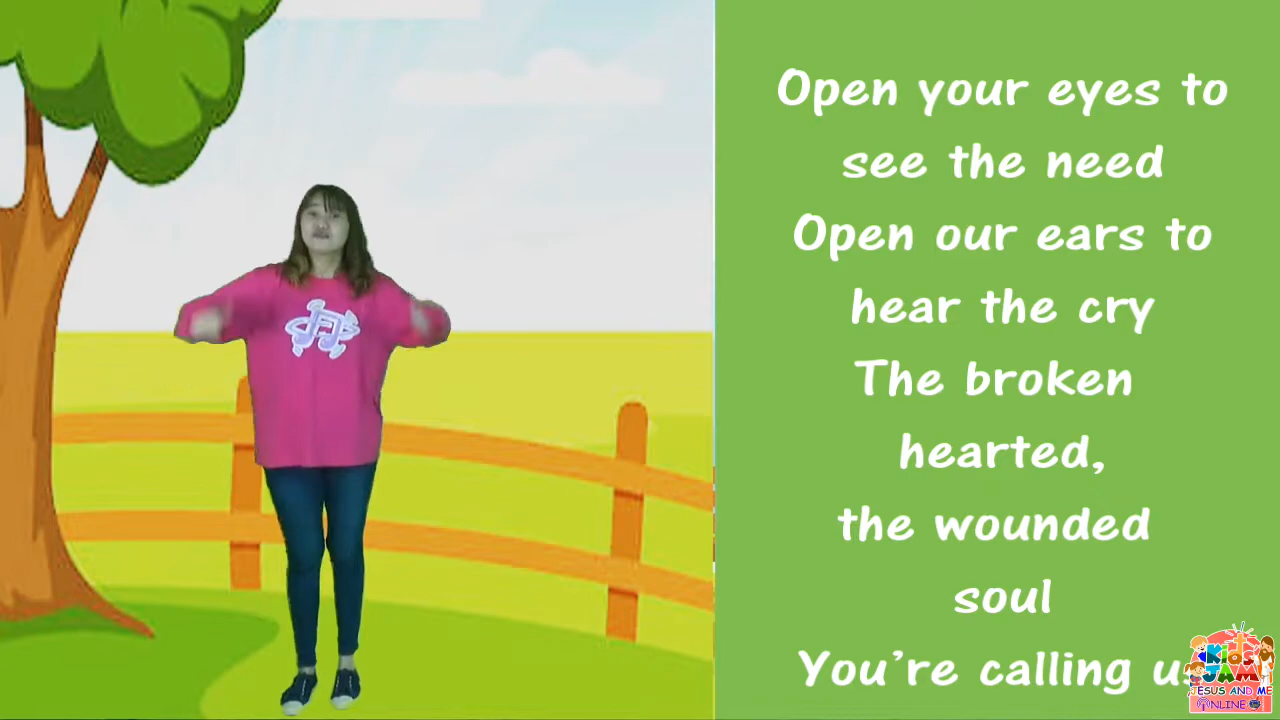 Open your eyes to
see the need
Open our ears to
hear the cry
The broken
hearted,
the wounded
soul
You're calling us
Kids
JAM
JESUS AND ME
ONLINE